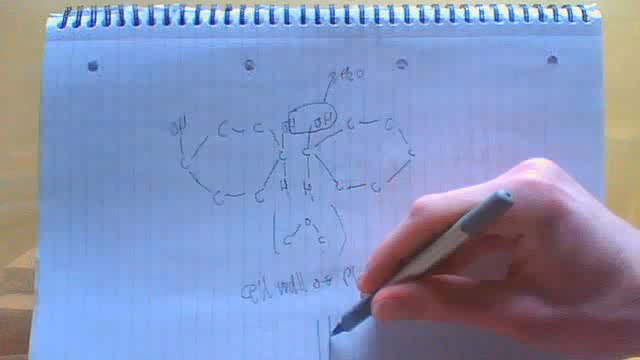 H₂O
OH C C OH OH C C
C C C C
C C H H C C
O
C C
Cell wall of Pl